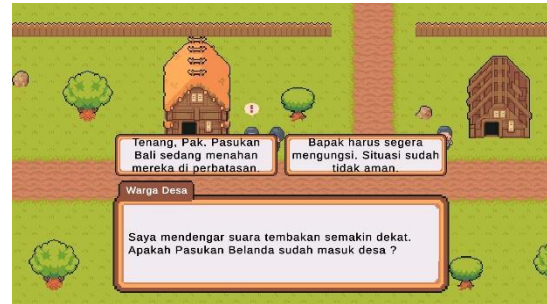 Tenang, Pak. Pasukan
Bali sedang menahan
mereka di perbatasan.
Bapak harus segera
mengungsi. Situasi sudah
tidak aman.
Warga Desa
Saya mendengar suara tembakan semakin dekat.
Apakah Pasukan Belanda sudah masuk desa ?